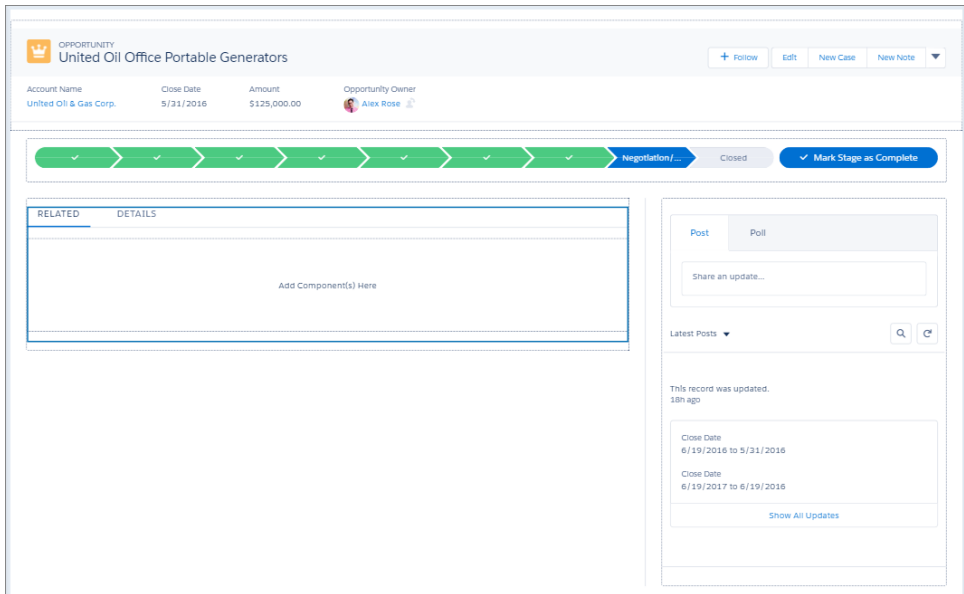 OPPORTUNITY
United Oil Office Portable Generators
+ Follow
Edit
New Case
New Note
Account Name
Close Date
Amount
Opportunity Owner
United Oil & Gas Corp.
5/31/2016
$125,000.00
Alex Rose
Negotiation/...
Closed
Mark Stage as Complete
RELATED
DETAILS
Add Component(s) Here
Post
Poll
Share an update...
Latest Posts
This record was updated.
18h ago
Close Date
6/19/2016 to 5/31/2016
Close Date
6/19/2017 to 6/19/2016
Show All Updates